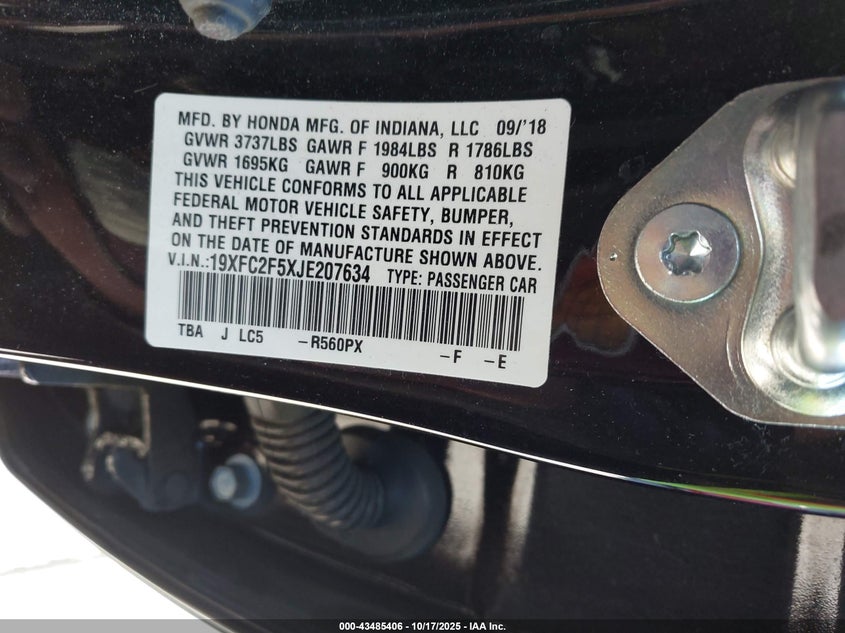 MFD. BY HONDA MFG. OF INDIANA, LLC 09/'18
GVWR 3737LBS GAWR F 1984LBS R 1786LBS
GVWR 1695KG GAWR F 900KG R 810KG
THIS VEHICLE CONFORMS TO ALL APPLICABLE
FEDERAL MOTOR VEHICLE SAFETY, BUMPER,
AND THEFT PREVENTION STANDARDS IN EFFECT
ON THE DATE OF MANUFACTURE SHOWN ABOVE.
V.I.N.:19XFC2F5XJE207634 TYPE: PASSENGER CAR
TBA J LC5 -R560PX -F -E
000-43485406 - 10/17/2025 - IAA Inc.